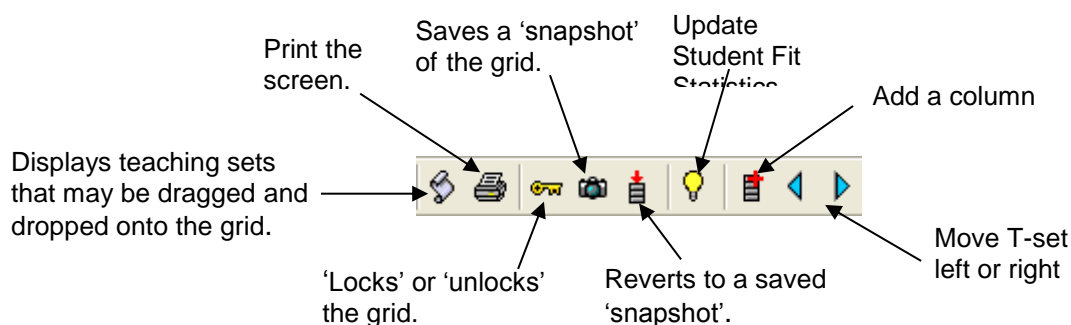 Saves a ‘snapshot’
of the grid.
Update
Student Fit
Statistics
Print the
screen.
Add a column
Displays teaching sets
that may be dragged and
dropped onto the grid.
‘Locks’ or ‘unlocks’
the grid.
Reverts to a saved
‘snapshot’.
Move T-set
left or right